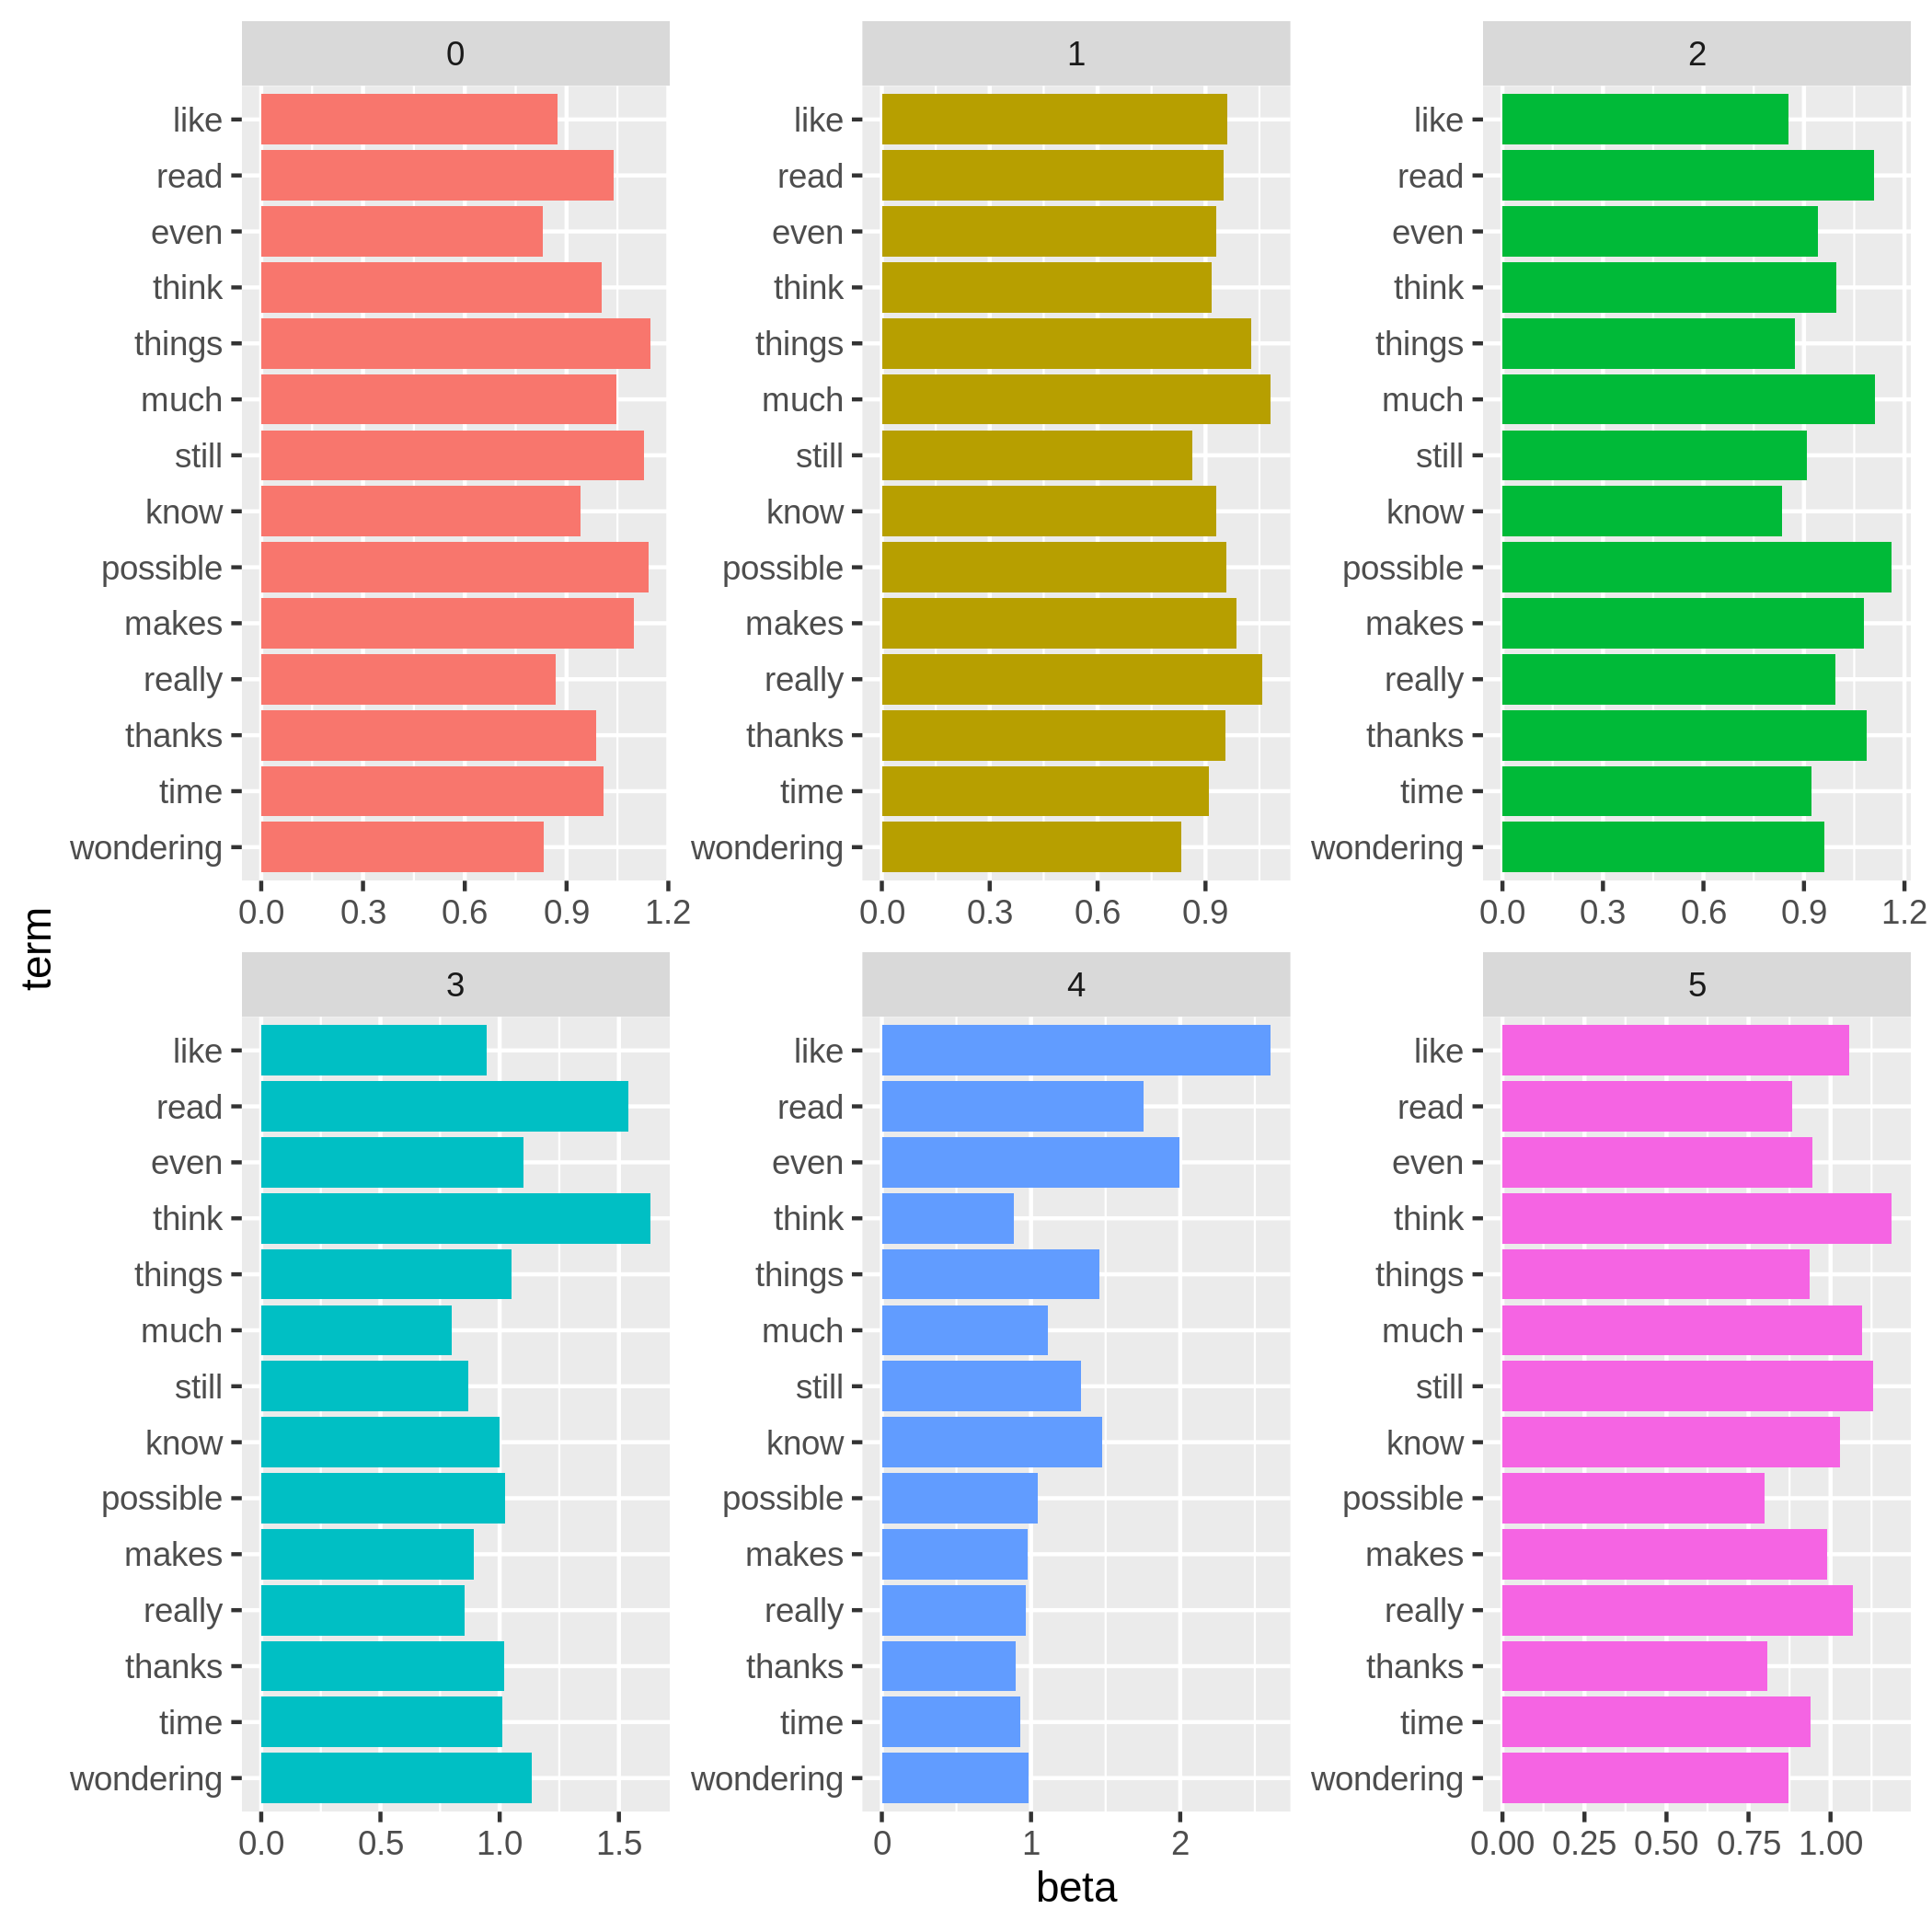 0
like
read
even
think
things
much
still
know
possible
makes
really
thanks
time
wondering
0.0 0.3 0.6 0.9 1.2
1
like
read
even
think
things
much
still
know
possible
makes
really
thanks
time
wondering
0.0 0.3 0.6 0.9
2
like
read
even
think
things
much
still
know
possible
makes
really
thanks
time
wondering
0.0 0.3 0.6 0.9 1.2
term
3
like
read
even
think
things
much
still
know
possible
makes
really
thanks
time
wondering
0.0 0.5 1.0 1.5
4
like
read
even
think
things
much
still
know
possible
makes
really
thanks
time
wondering
0 1 2
5
like
read
even
think
things
much
still
know
possible
makes
really
thanks
time
wondering
0.00 0.25 0.50 0.75 1.00
beta